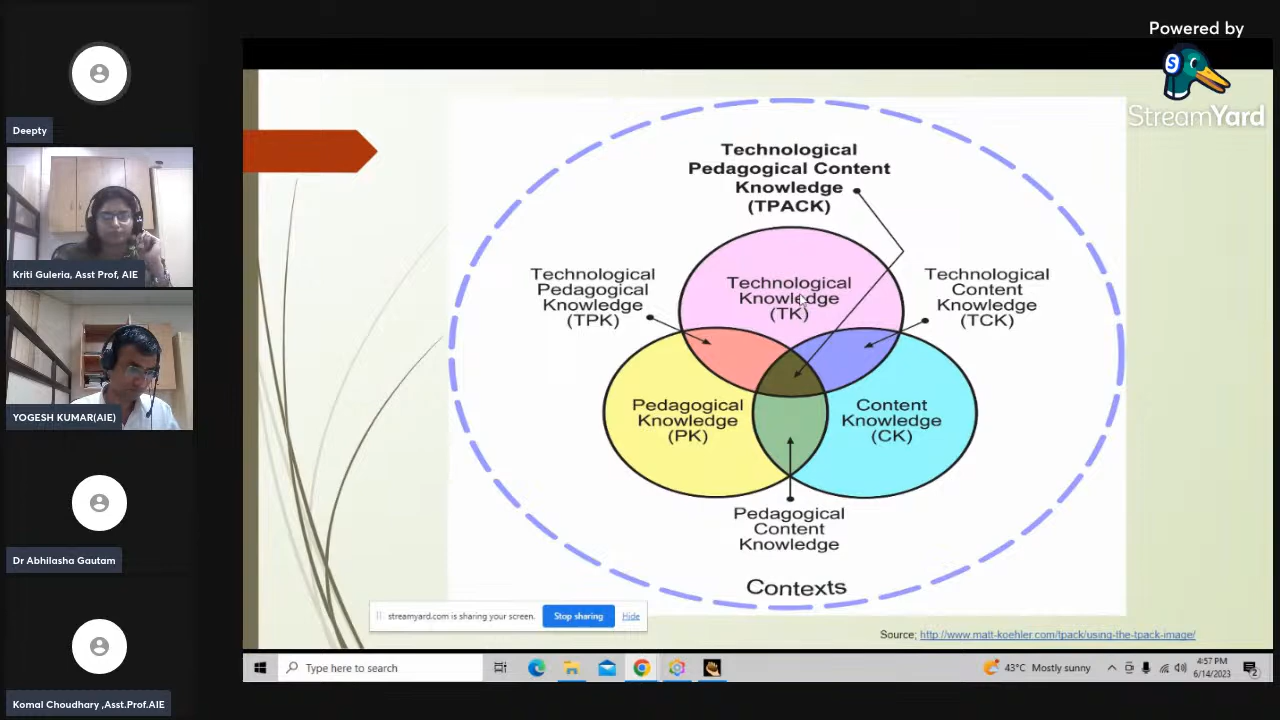 Powered by
StreamYard
Deepty
Kriti Guleria, Asst Prof, AIE
YOGESH KUMAR(AIE)
Dr Abhilasha Gautam
Komal Choudhary ,Asst.Prof.AIE
Technological
Pedagogical Content
Knowledge
(TPACK)
Technological
Pedagogical
Knowledge
(TPK)
Technological
Knowledge
(TK)
Technological
Content
Knowledge
(TCK)
Pedagogical
Knowledge
(PK)
Content
Knowledge
(CK)
Pedagogical
Content
Knowledge
Contexts
streamyard.com is sharing your screen.
Stop sharing
Hide
Source; http://www.matt-koehler.com/tpack/using-the-tpack-image/
Type here to search
43°C Mostly sunny
4:57 PM
6/14/2023
2